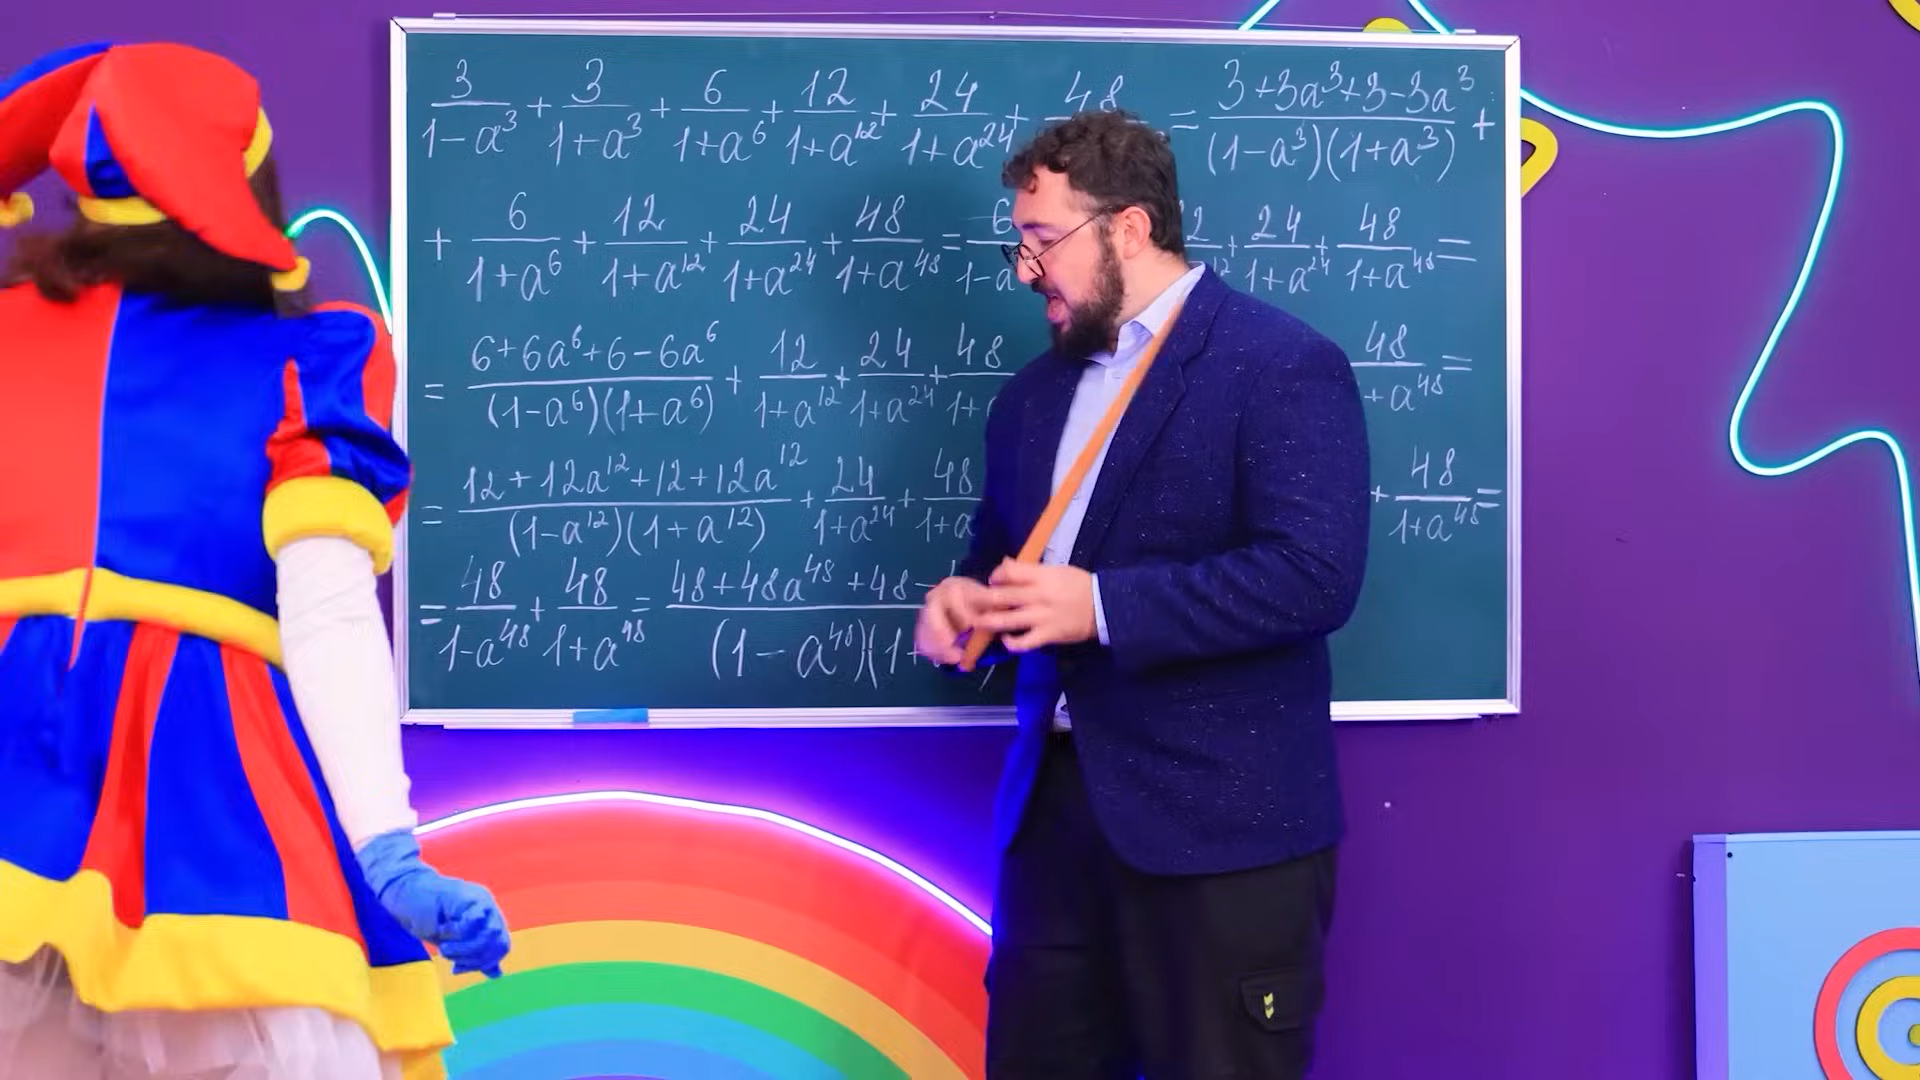 3/(1-a³) + 3/(1+a³) + 6/(1+a⁶) + 12/(1+a¹²) + 24/(1+a²⁴) + 48 = (3+3a³+3-3a³)/((1-a³)(1+a³)) +
+ 6/(1+a⁶) + 12/(1+a¹²) + 24/(1+a²⁴) + 48/(1+a⁴⁸) = 6/(1-a + 24/(1+a²⁴) + 48/(1+a⁴⁸) =
= (6+6a⁶+6-6a⁶)/((1-a⁶)(1+a⁶)) + 12/(1+a¹²) + 24/(1+a²⁴) + 48/(1+ 48/(+a⁴⁸) =
= (12+12a¹²+12+12a¹²)/((1-a¹²)(1+a¹²)) + 24/(1+a²⁴) + 48/(1+a + 48/(1+a⁴⁸) =
= 48/(1-a⁴⁸) + 48/(1+a⁴⁸) = (48+48a⁴⁸+48-)/((1-a⁴⁸)(1+